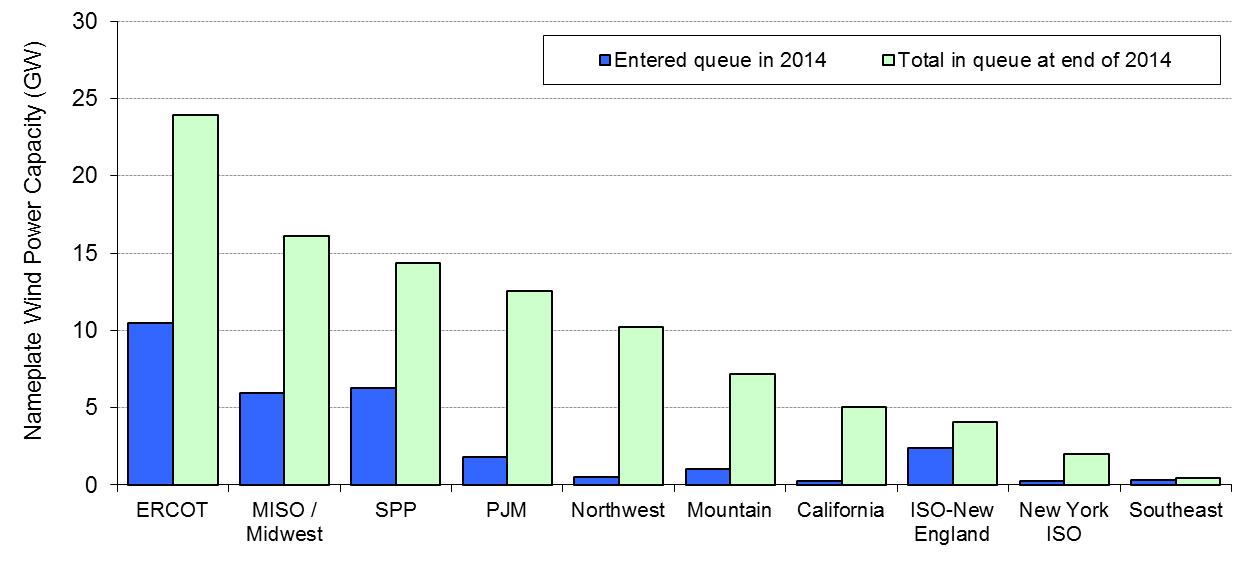 Nameplate Wind Power Capacity (GW)
30
25
20
15
10
5
0
Entered queue in 2014
Total in queue at end of 2014
ERCOT
MISO /
Midwest
SPP
PJM
Northwest
Mountain
California
ISO-New
England
New York
ISO
Southeast